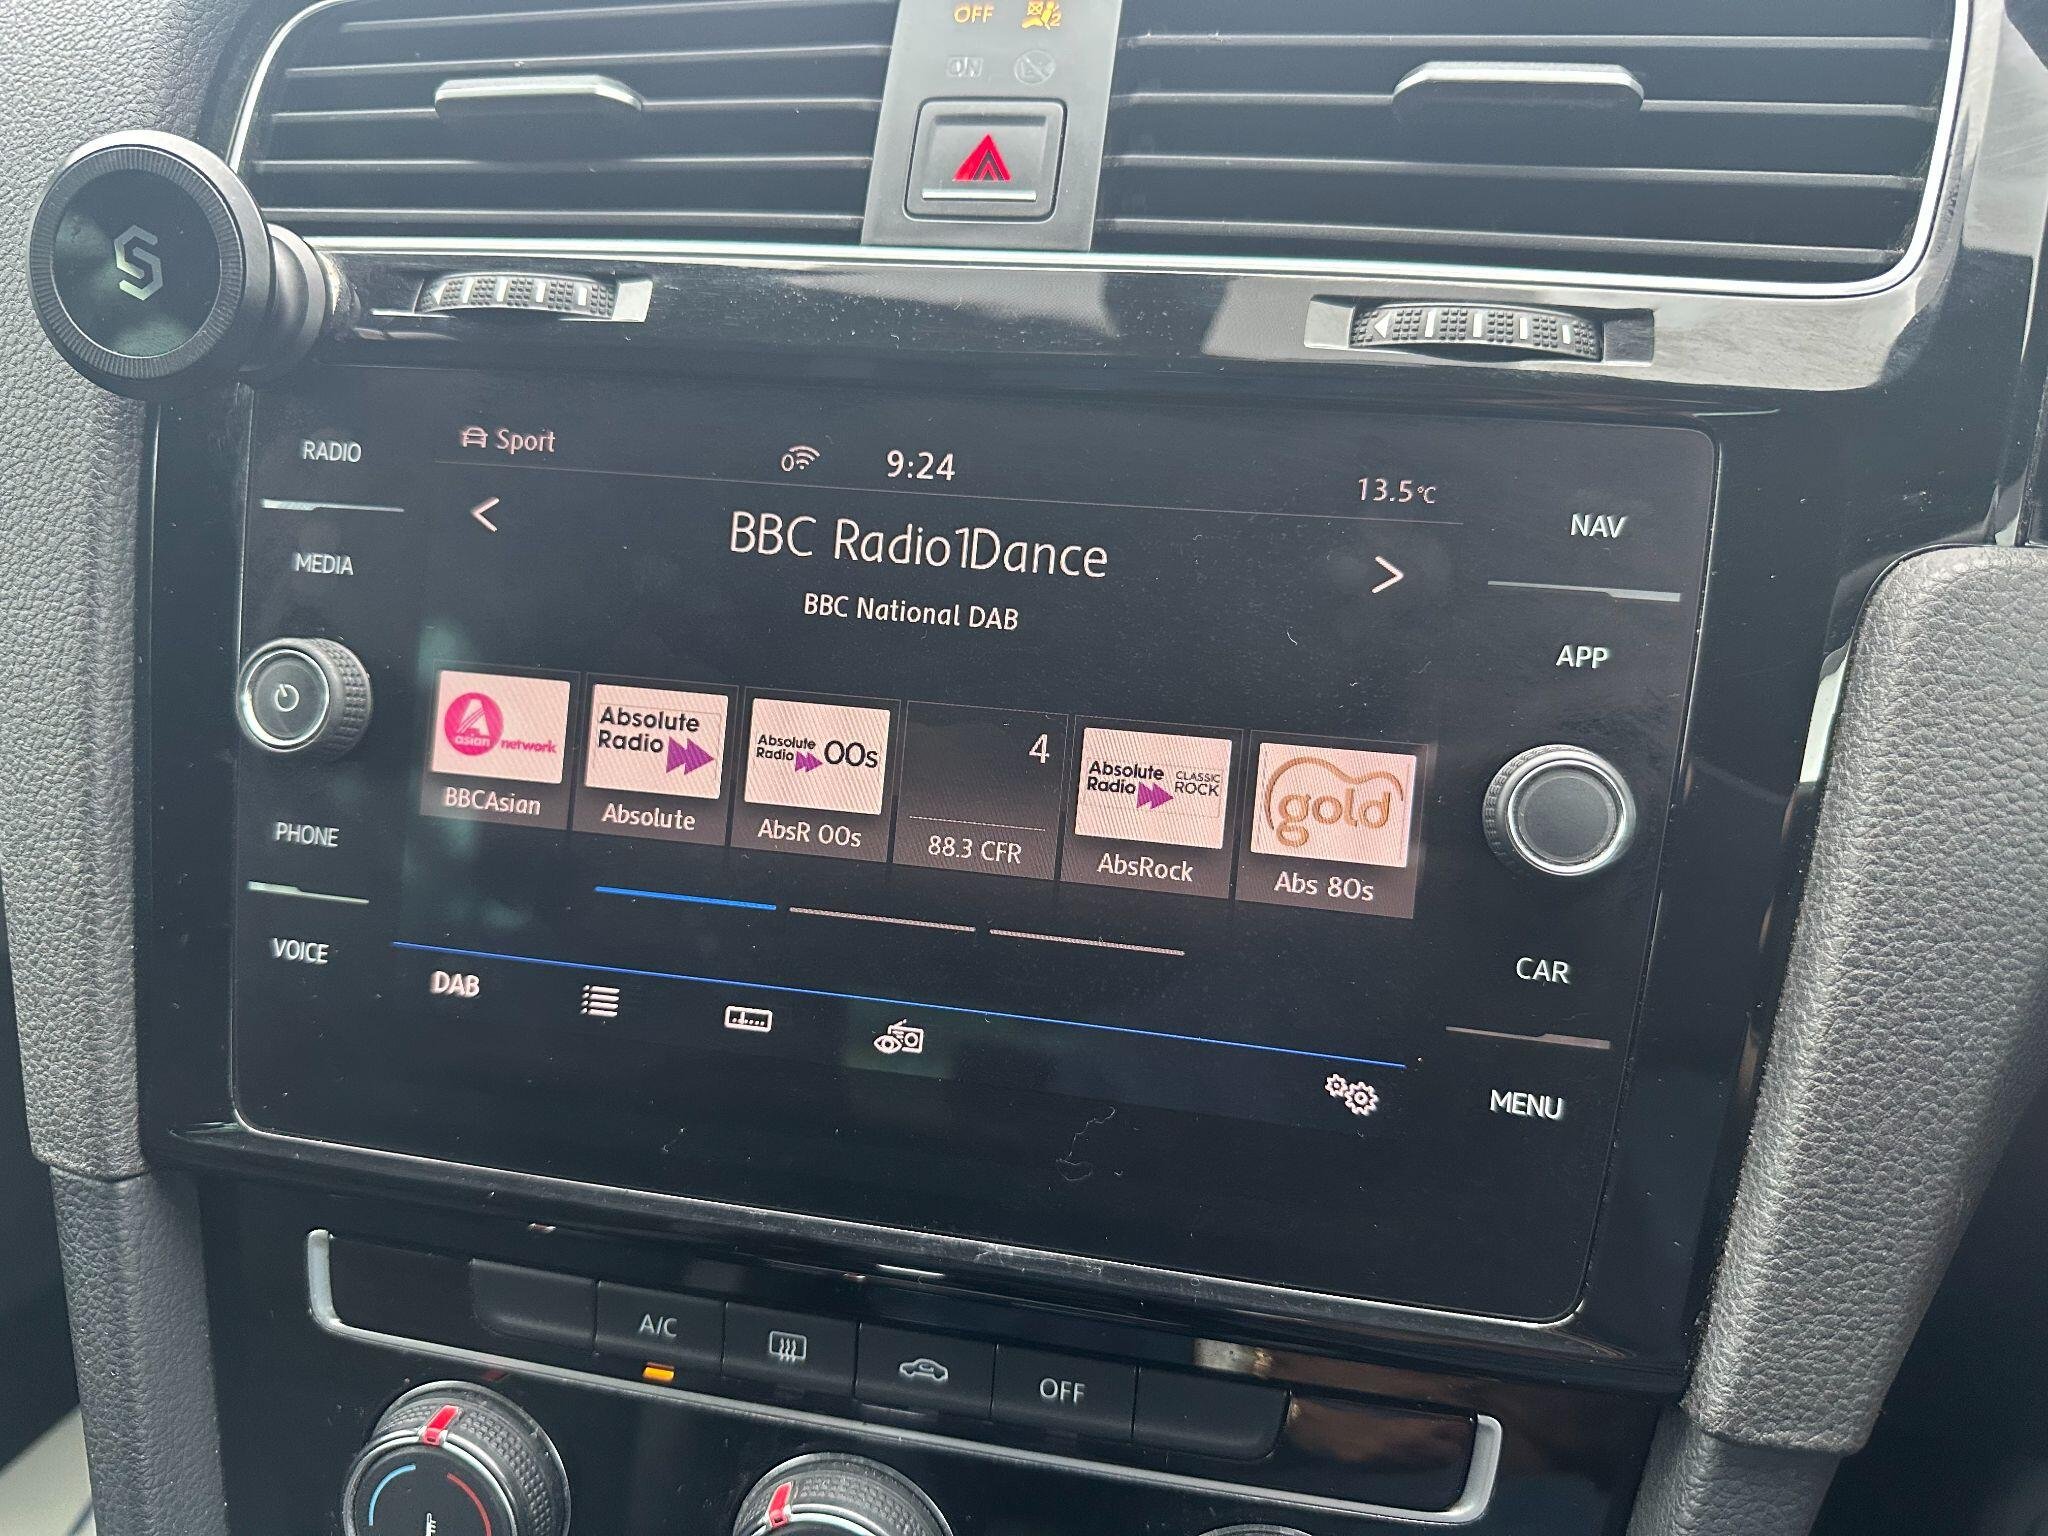 OFF 2
ON
S
RADIO
MEDIA
PHONE
VOICE
Sport
9:24
13.5°C
<
BBC Radio1Dance
>
BBC National DAB
A
asian network
BBCAsian
Absolute
Radio
Absolute
Absolute
Radio 00s
AbsR 00s
4
88.3 CFR
Absolute
Radio
CLASSIC
ROCK
AbsRock
gold
Abs 80s
DAB
NAV
APP
CAR
MENU
A/C
OFF